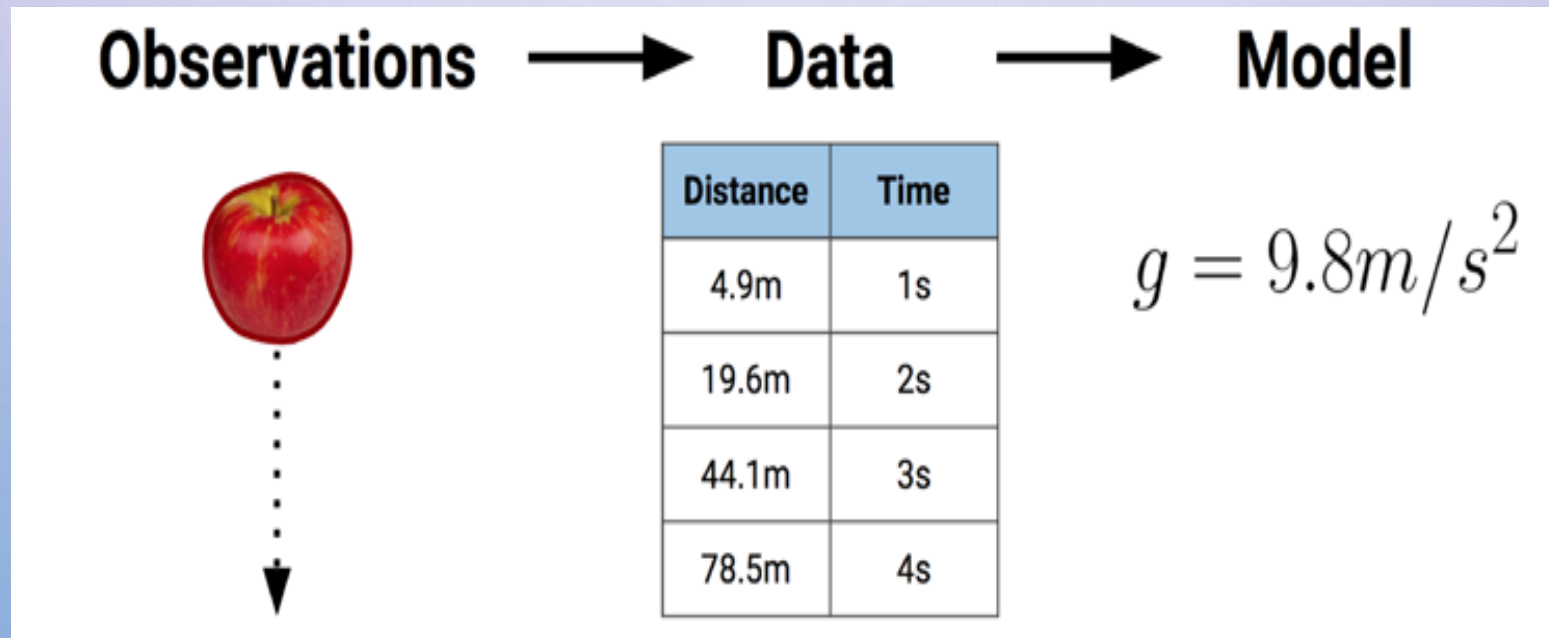 Observations Data Model
Distance Time
4.9m 1s
19.6m 2s
44.1m 3s
78.5m 4s
g = 9.8m/s²